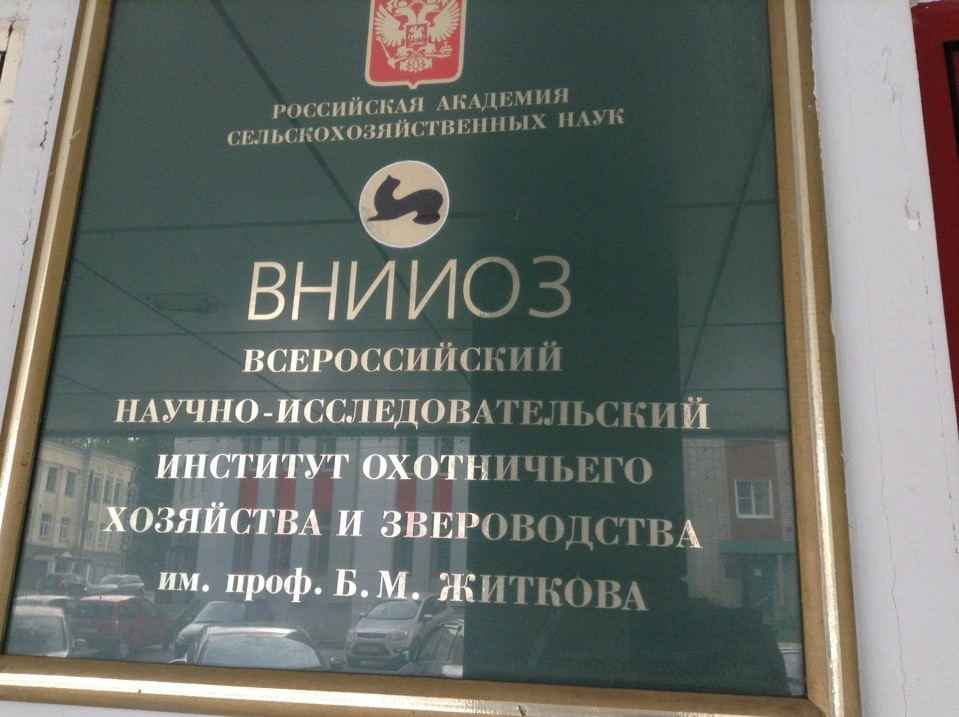 РОССИЙСКАЯ АКАДЕМИЯ
СЕЛЬСКОХОЗЯЙСТВЕННЫХ НАУК
ВНИИОЗ
ВСЕРОССИЙСКИЙ
НАУЧНО-ИССЛЕДОВАТЕЛЬСКИЙ
ИНСТИТУТ ОХОТНИЧЬЕГО
ХОЗЯЙСТВА И ЗВЕРОВОДСТВА
им. проф. Б. М. ЖИТКОВА